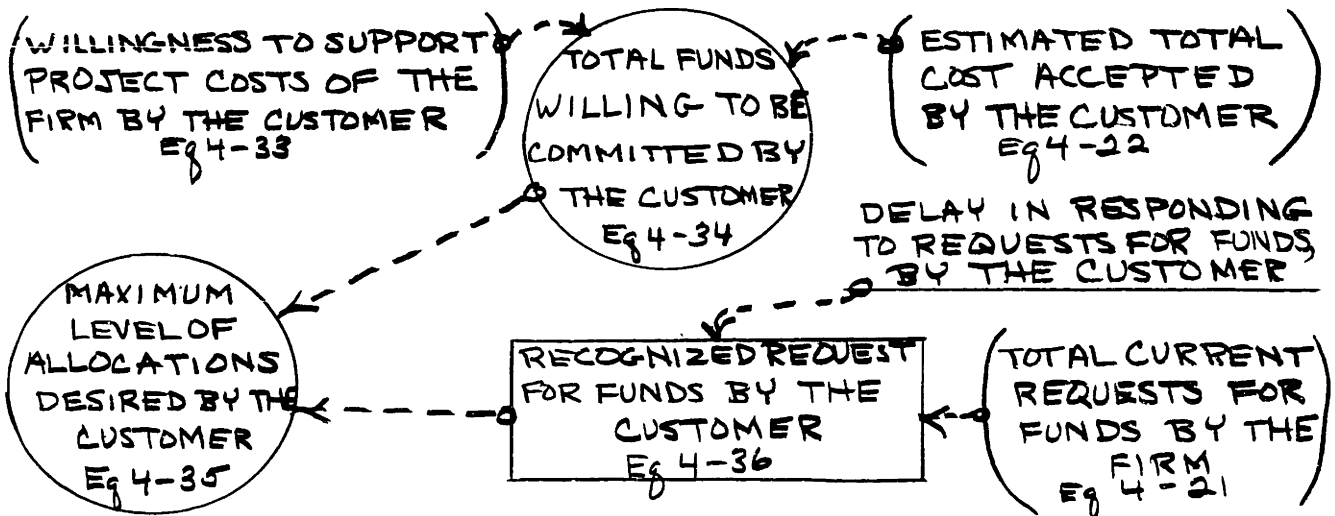 WILLINGNESS TO SUPPORT
PROJECT COSTS OF THE
FIRM BY THE CUSTOMER
Eq 4-33
TOTAL FUNDS
WILLING TO BE
COMMITTED BY
THE CUSTOMER
Eq 4-34
ESTIMATED TOTAL
COST ACCEPTED
BY THE CUSTOMER
Eq 4-22
DELAY IN RESPONDING
TO REQUESTS FOR FUNDS,
BY THE CUSTOMER
MAXIMUM
LEVEL OF
ALLOCATIONS
DESIRED BY THE
CUSTOMER
Eq 4-35
RECOGNIZED REQUEST
FOR FUNDS BY THE
CUSTOMER
Eq 4-36
TOTAL CURRENT
REQUESTS FOR
FUNDS BY THE
FIRM
Eq 4-21